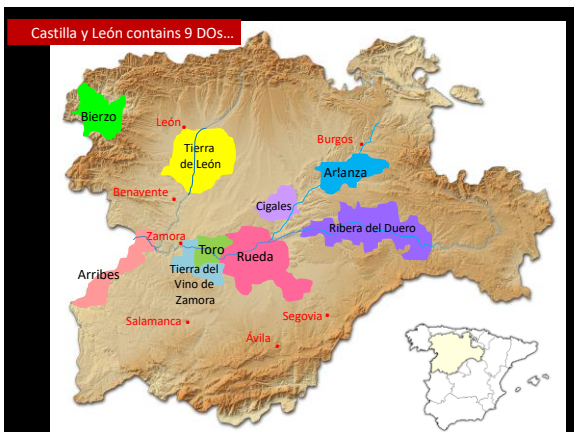 Castilla y León contains 9 DOs…
Bierzo
León
Tierra
de León
Burgos
Arlanza
Benavente
Cigales
Zamora
Toro
Rueda
Ribera del Duero
Arribes
Tierra del
Vino de
Zamora
Salamanca
Segovia
Ávila